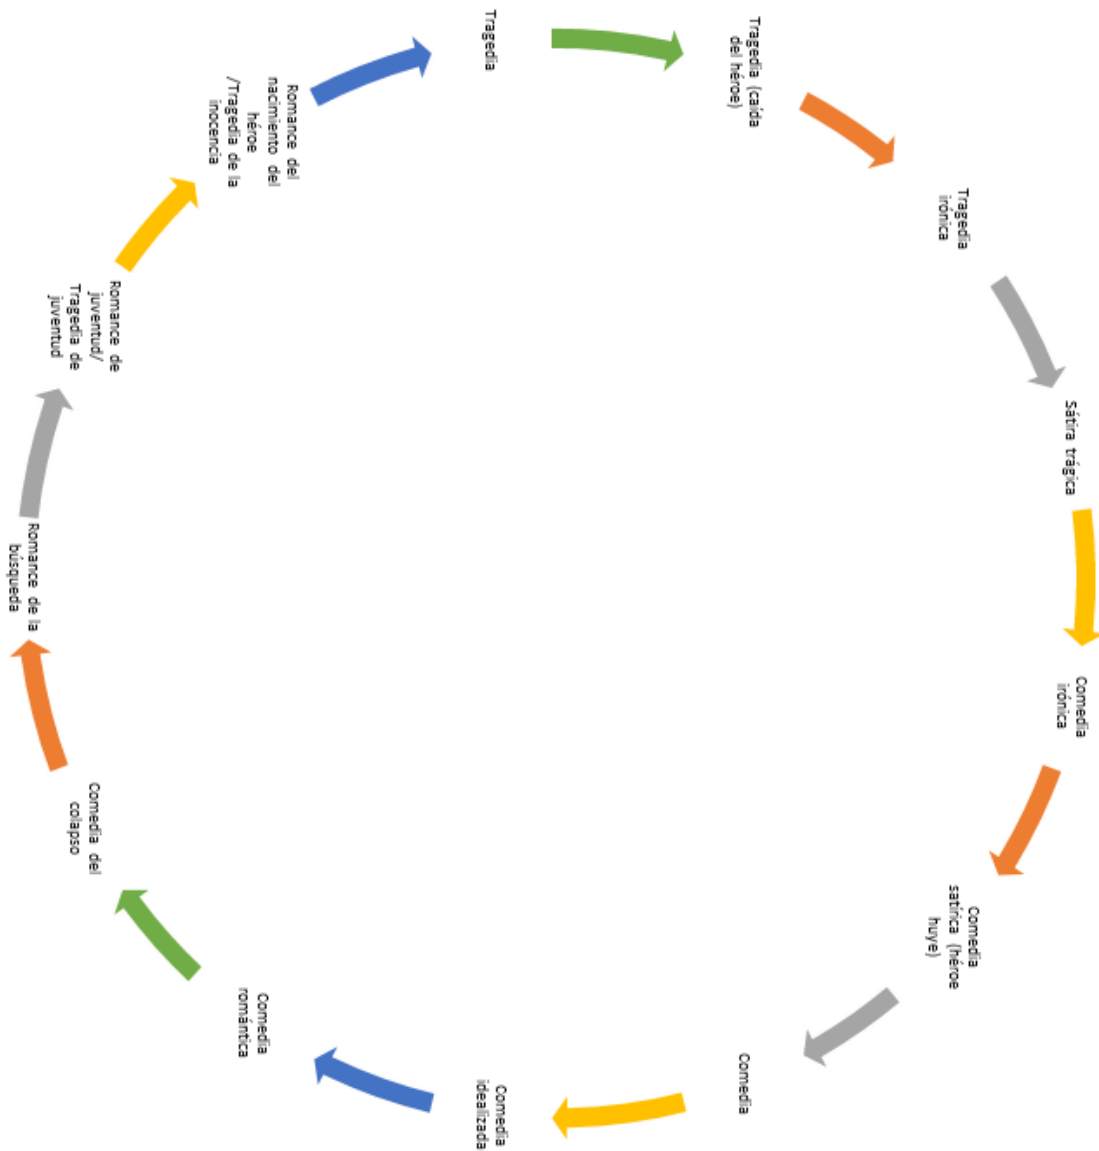 Tragedia
Tragedia (caída
del héroe)
Tragedia
irónica
Sátira trágica
Comedia
irónica
Comedia
satírica (héroe
huye)
Comedia
Comedia
idealizada
Comedia
romántica
Comedia del
colapso
Romance de la
búsqueda
Romance de
juventud/
Tragedia de
juventud
Romance del
nacimiento del
héroe
/Tragedia de la
inocencia